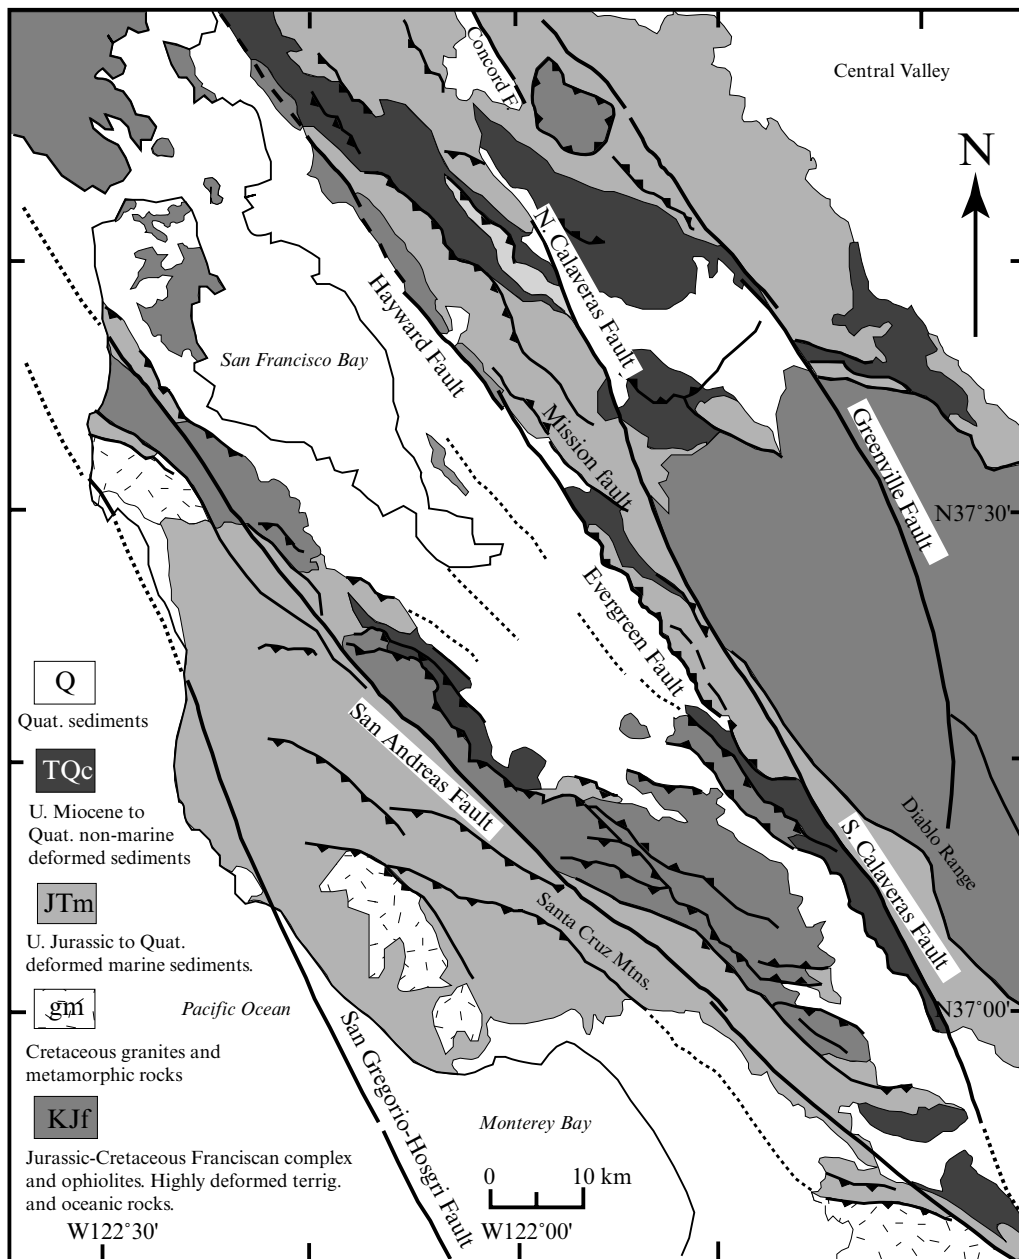 Concord F.
Central Valley
N
N. Calaveras Fault
Hayward Fault
San Francisco Bay
Mission fault
Greenville Fault
N37°30'
Evergreen Fault
Q
Quat. sediments
TQc
U. Miocene to
Quat. non-marine
deformed sediments
JTm
U. Jurassic to Quat.
deformed marine sediments.
gm
Cretaceous granites and
metamorphic rocks
KJf
Jurassic-Cretaceous Franciscan complex
and ophiolites. Highly deformed terrig.
and oceanic rocks.
San Andreas Fault
Diablo Range
S. Calaveras Fault
Santa Cruz Mtns.
N37°00'
Pacific Ocean
San Gregorio-Hosgri Fault
Monterey Bay
0 10 km
W122°30'
W122°00'